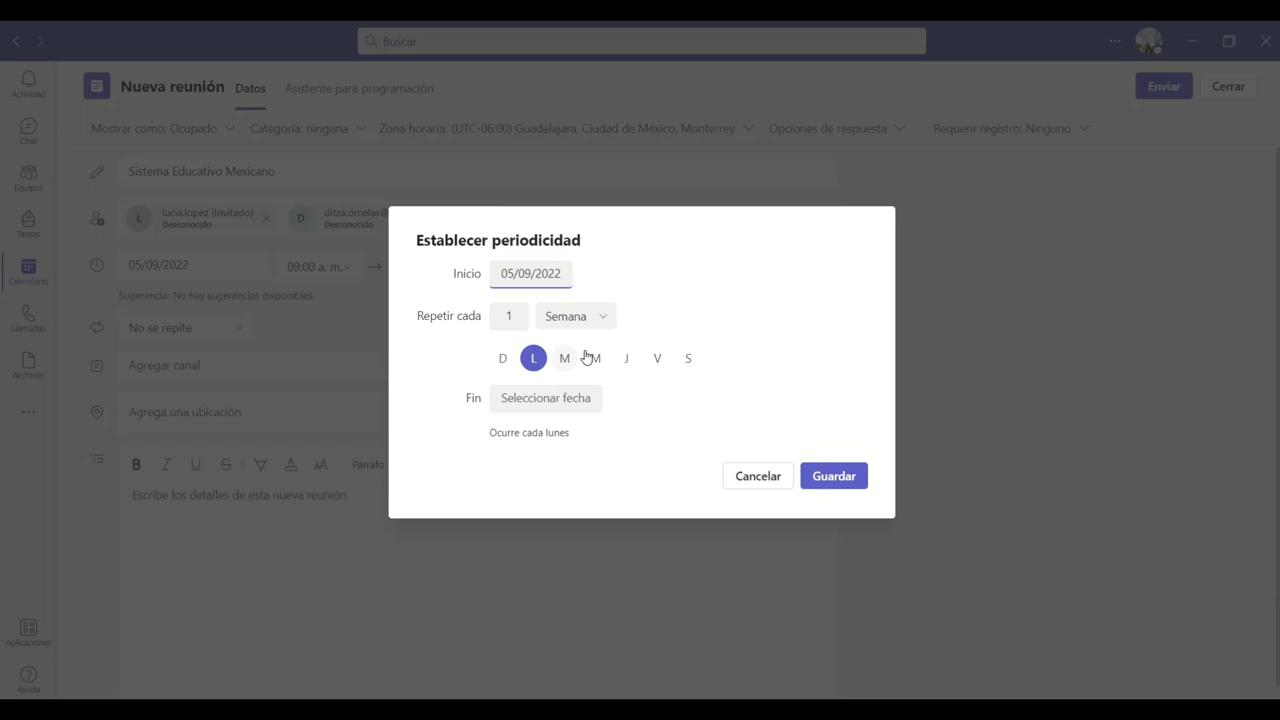 Buscar
Actividad
Chat
Equipos
Tareas
Calendario
Llamadas
Archivos
Aplicaciones
Ayuda
Nueva reunión Datos Asistente para programación Enviar Cerrar
Mostrar como: Ocupado Categoría: ninguna Zona horaria: (UTC-06:00) Guadalajara, Ciudad de México, Monterrey Opciones de respuesta Requerir registro: Ninguno
Sistema Educativo Mexicano
L lucia.lopez (Invitado) D ditza.ornelas@
Desconocido Desconocido
05/09/2022 09:00 a. m.
Sugerencia: No hay sugerencias disponibles.
No se repite
Agregar canal
Agrega una ubicación
B I U S A AA Párrafo
Escribe los detalles de esta nueva reunión
Establecer periodicidad
Inicio 05/09/2022
Repetir cada 1 Semana
D L M M J V S
Fin Seleccionar fecha
Ocurre cada lunes
Cancelar Guardar